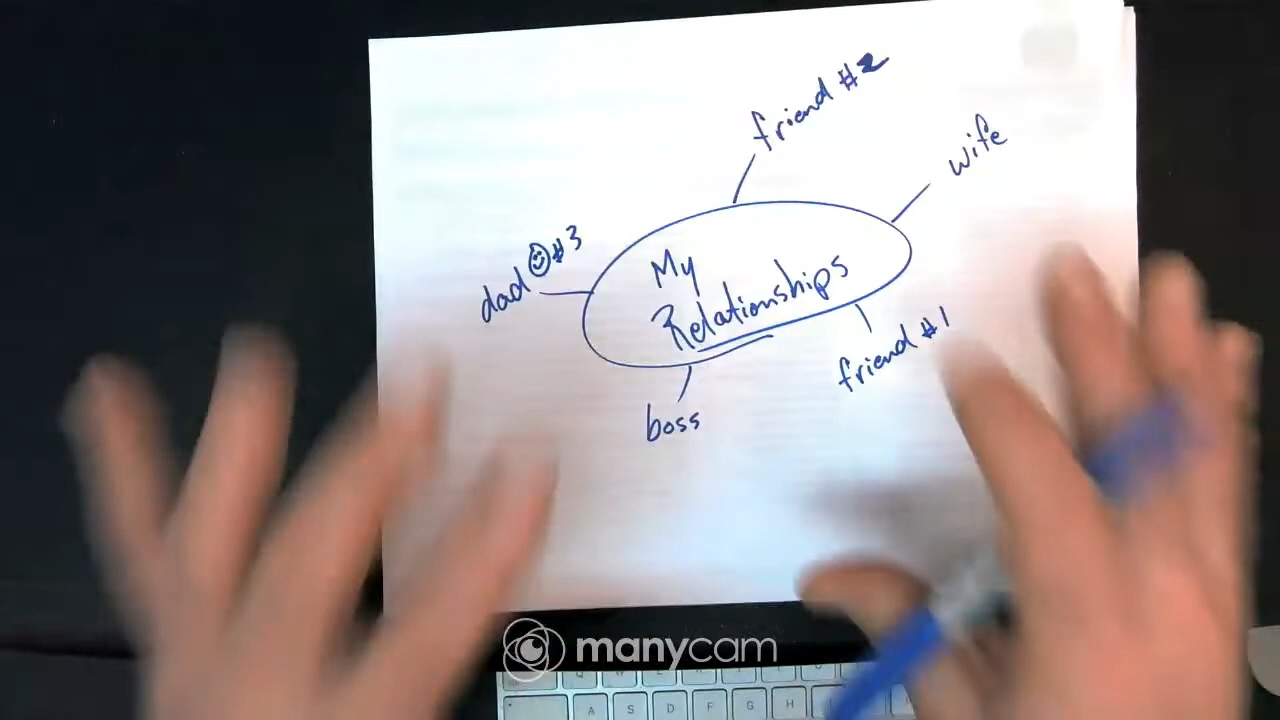 friend #2
wife
dad #3
My
Relationships
friend #1
boss
manycam
Q W
A S D F G H